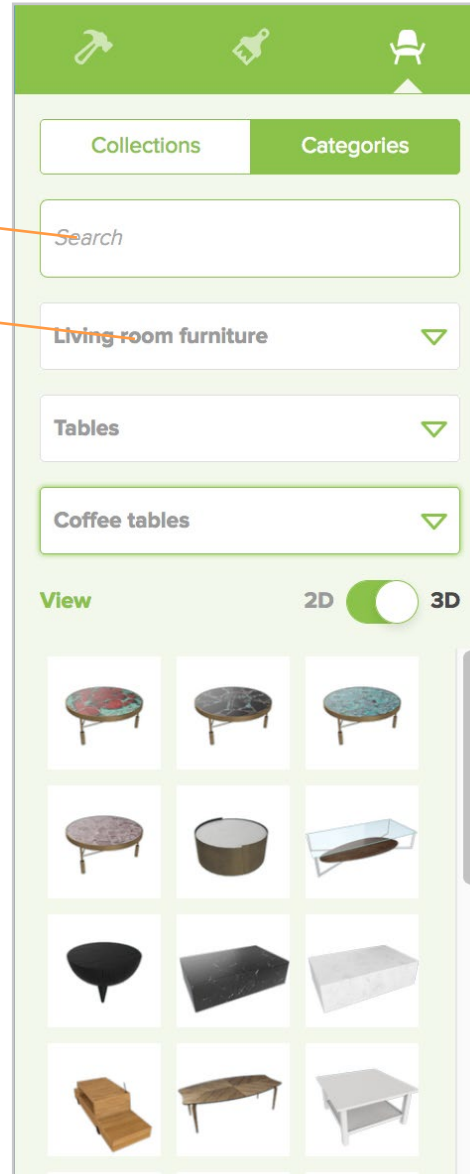 Collections Categories
Search
Living room furniture
Tables
Coffee tables
View 2D 3D